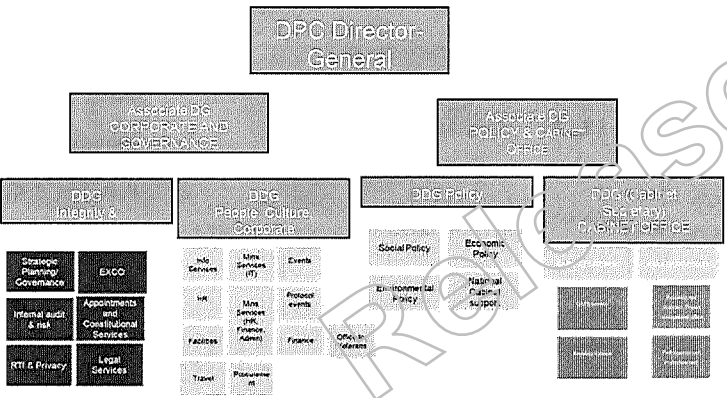 DPC Director-
General
Associate DG
CORPORATE AND
GOVERNANCE
Associate DG
POLICY & CABINET
OFFICE
DDG
Integrity &
DDG
People Culture
Corporate
DDG Policy
DDG (Cabinet
Secretary)
CABINET OFFICE
Strategic
Planning/
Governance
EXCO
Internal audit
& risk
Appointments
and
Constitutional
Services
RTI & Privacy
Legal
Services
Info
Services
Mins
Services
(IT)
Events
HR
Mins
Services
(HR,
Finance,
Admin)
Protocol
events
Facilities
Finance
Office
Veterans
Travel
Procuremen
t
Social Policy
Economic
Policy
Environmental
Policy
National
Cabinet
support
Release